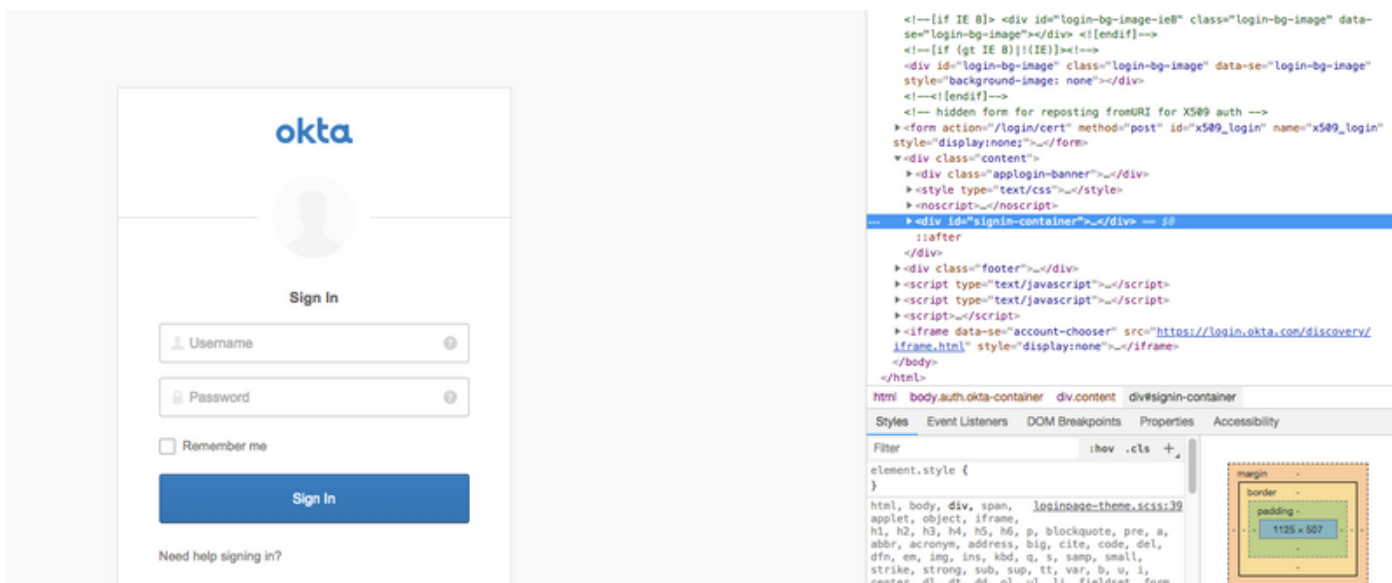 okta
Sign In
Username
Password
Remember me
Sign In
Need help signing in?
<!--[if IE 8]> <div id="login-bg-image-ie8" class="login-bg-image" data-
se="login-bg-image"></div> <![endif]-->
<!--[if (gt IE 8)|!(IE)]><!-->
<div id="login-bg-image" class="login-bg-image" data-se="login-bg-image"
style="background-image: none"></div>
<!--<![endif]-->
<!-- hidden form for reposting fromURI for X509 auth -->
▶<form action="/login/cert" method="post" id="x509_login" name="x509_login"
style="display:none;">…</form>
▼<div class="content">
▶<div class="applogin-banner">…</div>
▶<style type="text/css">…</style>
▶<noscript>…</noscript>
… ▶<div id="signin-container">…</div> == $0
::after
</div>
▶<div class="footer">…</div>
▶<script type="text/javascript">…</script>
▶<script type="text/javascript">…</script>
▶<script>…</script>
▶<iframe data-se="account-chooser" src="https://login.okta.com/discovery/
iframe.html" style="display:none">…</iframe>
</body>
</html>
html body.auth.okta-container div.content div#signin-container
Styles Event Listeners DOM Breakpoints Properties Accessibility
Filter :hov .cls +
element.style {
}
html, body, div, span, loginpage-theme.scss:39
applet, object, iframe,
h1, h2, h3, h4, h5, h6, p, blockquote, pre, a,
abbr, acronym, address, big, cite, code, del,
dfn, em, img, ins, kbd, q, s, samp, small,
strike, strong, sub, sup, tt, var, b, u, i,
center, dl, dt, dd, ol, ul, li, fieldset, form,
margin -
border -
padding -
1125 × 507